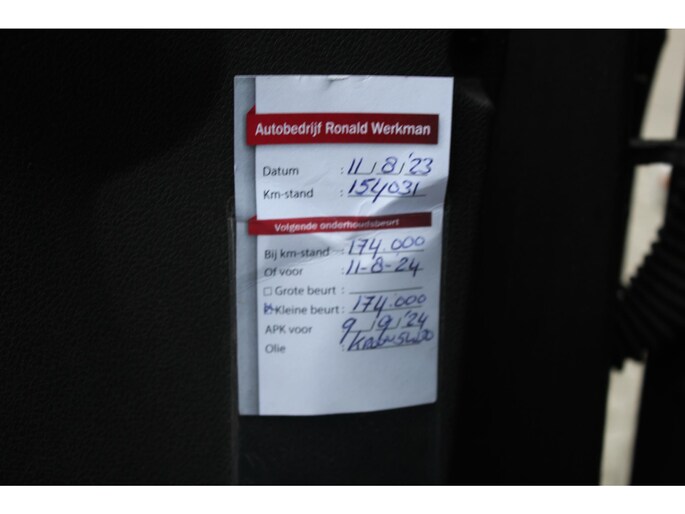 Autobedrijf Ronald Werkman
Datum : 11/8/'23
Km-stand : 154031
Volgende onderhoudsbeurt
Bij km-stand : 174.000
Of voor : 11-8-'24
Grote beurt :
Kleine beurt : 174.000
APK voor : 9/9/'24
Olie :